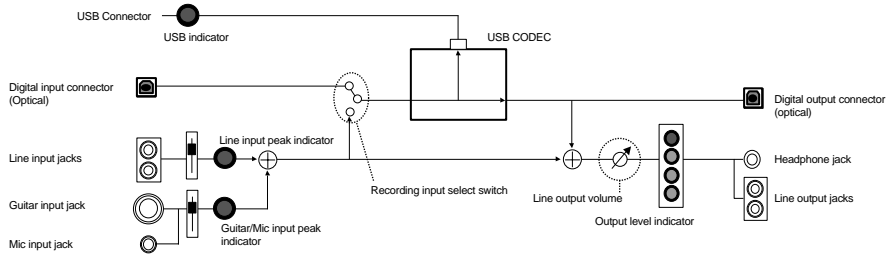 USB Connector
USB indicator
USB CODEC
Digital input connector
(Optical)
Digital output connector
(optical)
Line input peak indicator
Line input jacks
Headphone jack
Recording input select switch
Line output volume
Line output jacks
Guitar input jack
Output level indicator
Guitar/Mic input peak
indicator
Mic input jack